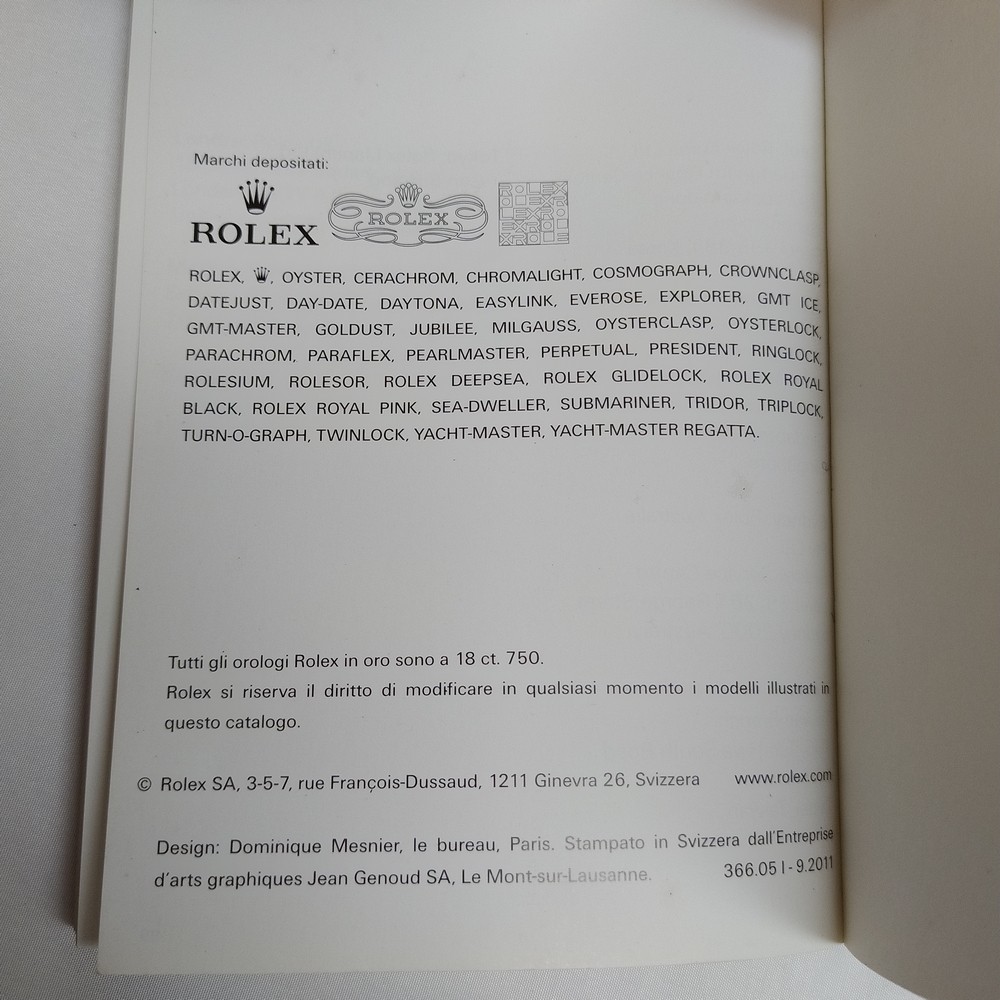 Marchi depositati:
ROLEX ROLEX ROLEX
ROLEX, , OYSTER, CERACHROM, CHROMALIGHT, COSMOGRAPH, CROWNCLASP,
DATEJUST, DAY-DATE, DAYTONA, EASYLINK, EVEROSE, EXPLORER, GMT ICE,
GMT-MASTER, GOLDUST, JUBILEE, MILGAUSS, OYSTERCLASP, OYSTERLOCK,
PARACHROM, PARAFLEX, PEARLMASTER, PERPETUAL, PRESIDENT, RINGLOCK,
ROLESIUM, ROLESOR, ROLEX DEEPSEA, ROLEX GLIDELOCK, ROLEX ROYAL
BLACK, ROLEX ROYAL PINK, SEA-DWELLER, SUBMARINER, TRIDOR, TRIPLOCK,
TURN-O-GRAPH, TWINLOCK, YACHT-MASTER, YACHT-MASTER REGATTA.
Tutti gli orologi Rolex in oro sono a 18 ct. 750.
Rolex si riserva il diritto di modificare in qualsiasi momento i modelli illustrati in
questo catalogo.
© Rolex SA, 3-5-7, rue François-Dussaud, 1211 Ginevra 26, Svizzera www.rolex.com
Design: Dominique Mesnier, le bureau, Paris. Stampato in Svizzera dall'Entreprise
d'arts graphiques Jean Genoud SA, Le Mont-sur-Lausanne. 366.05 I - 9.2011